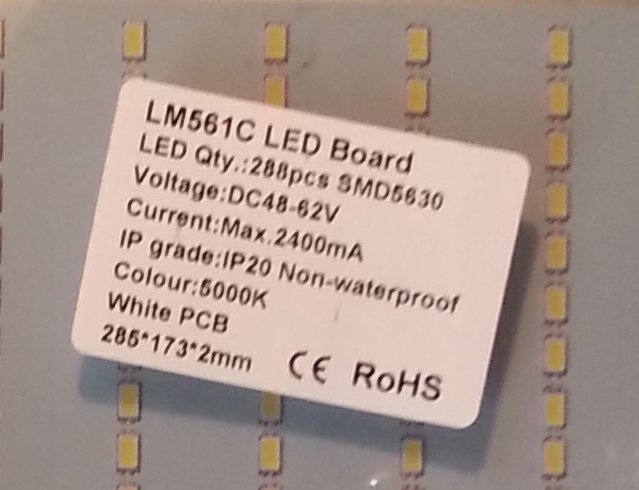 LM561C LED Board
LED Qty.:288pcs SMD5630
Voltage:DC48-62V
Current:Max.2400mA
IP grade:IP20 Non-waterproof
Colour:5000K
White PCB
285*173*2mm CE RoHS